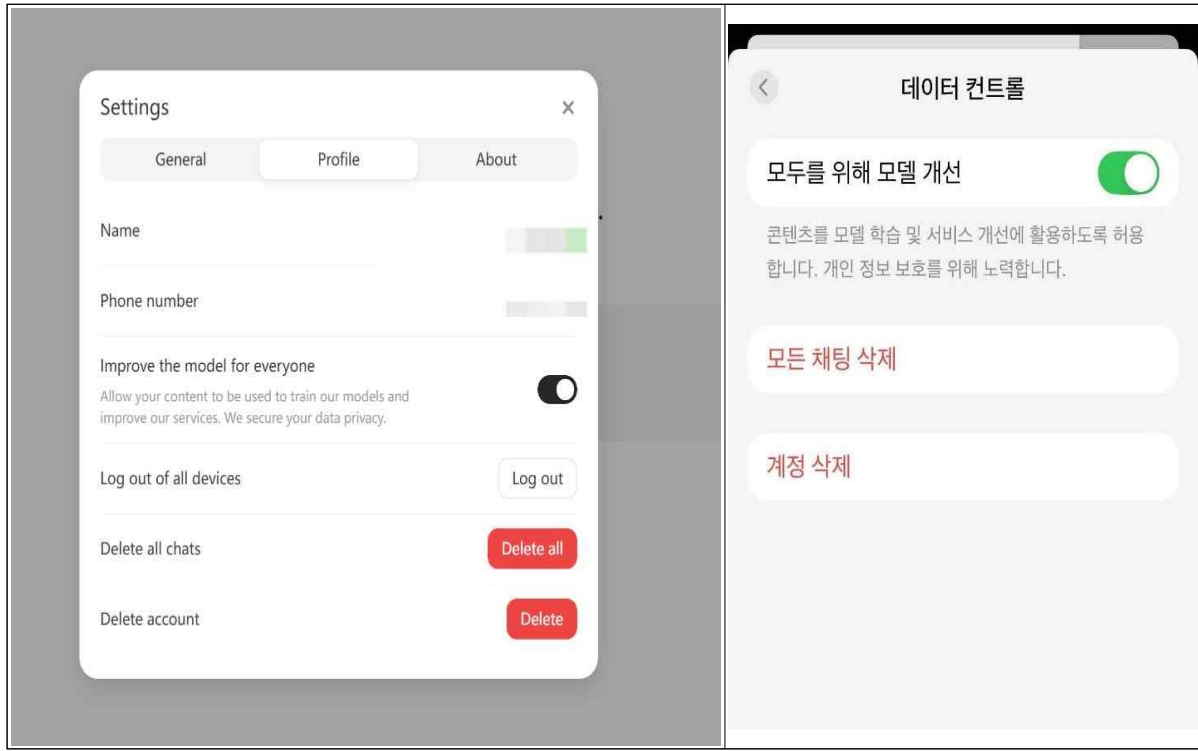 Settings
General Profile About
Name
Phone number
Improve the model for everyone
Allow your content to be used to train our models and
improve our services. We secure your data privacy.
Log out of all devices Log out
Delete all chats Delete all
Delete account Delete
데이터 컨트롤
모두를 위해 모델 개선
콘텐츠를 모델 학습 및 서비스 개선에 활용하도록 허용
합니다. 개인 정보 보호를 위해 노력합니다.
모든 채팅 삭제
계정 삭제